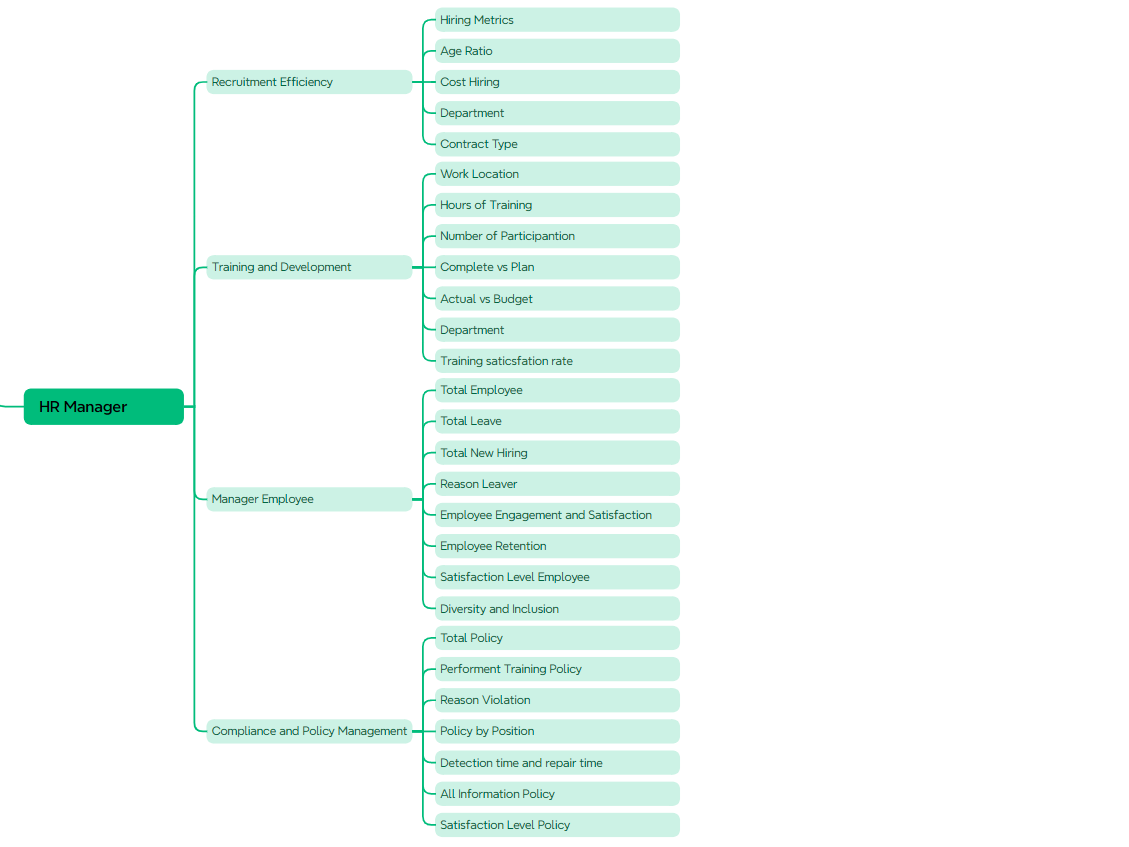 HR Manager
Recruitment Efficiency
Hiring Metrics
Age Ratio
Cost Hiring
Department
Contract Type
Training and Development
Work Location
Hours of Training
Number of Participantion
Complete vs Plan
Actual vs Budget
Department
Training saticsfation rate
Manager Employee
Total Employee
Total Leave
Total New Hiring
Reason Leaver
Employee Engagement and Satisfaction
Employee Retention
Satisfaction Level Employee
Diversity and Inclusion
Compliance and Policy Management
Total Policy
Performent Training Policy
Reason Violation
Policy by Position
Detection time and repair time
All Information Policy
Satisfaction Level Policy